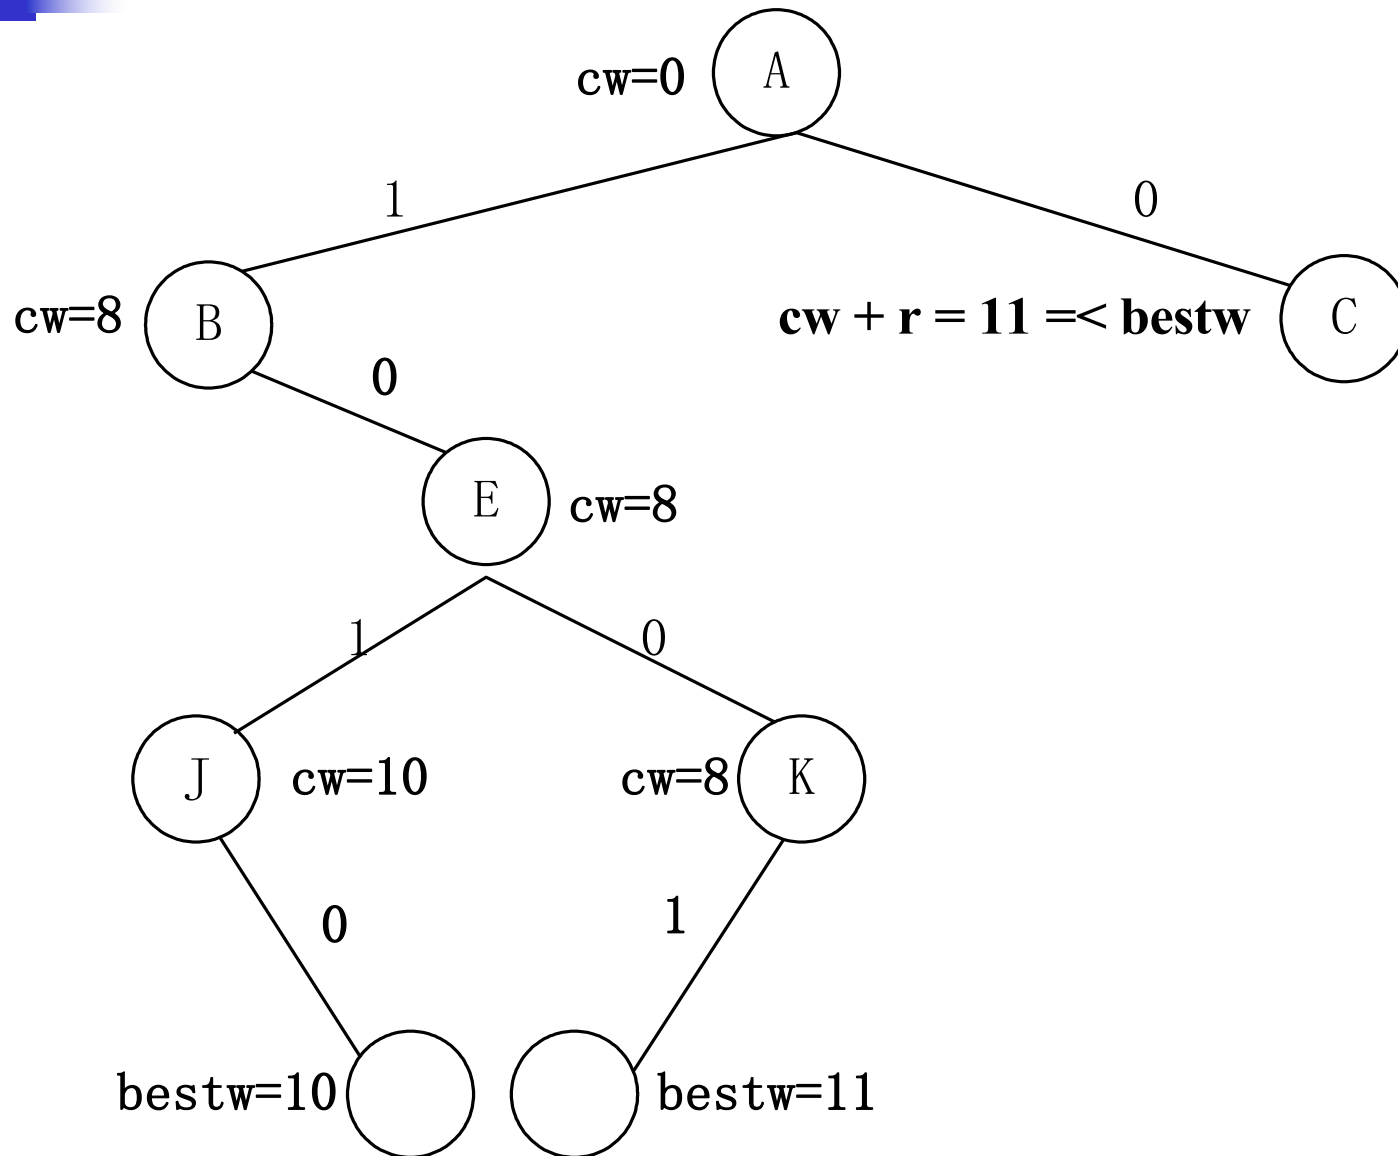 cw=0 A
1
0
cw=8 B
cw + r = 11 =< bestw C
0
E cw=8
1
0
J cw=10
cw=8 K
0
1
bestw=10
bestw=11